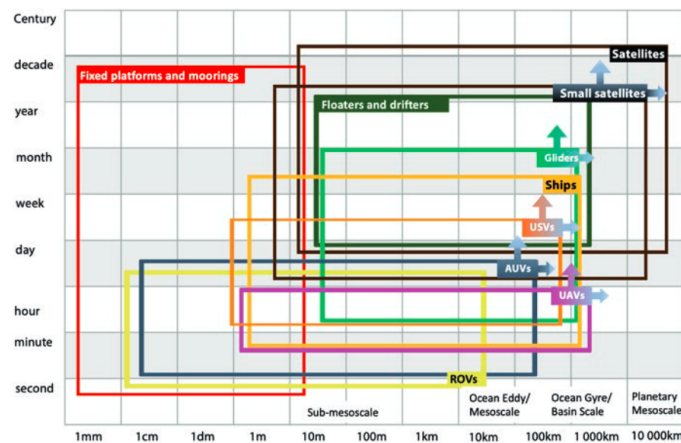 Century
decade
year
month
week
day
hour
minute
second
Satellites
Fixed platforms and moorings
Small satellites
Floaters and drifters
Gliders
Ships
USVs
AUVs
UAVs
ROVs
Sub-mesoscale
Ocean Eddy/
Mesoscale
Ocean Gyre/
Basin Scale
Planetary
Mesoscale
1mm 1cm 1dm 1m 10m 100m 1km 10km 100km 1 000km 10 000km